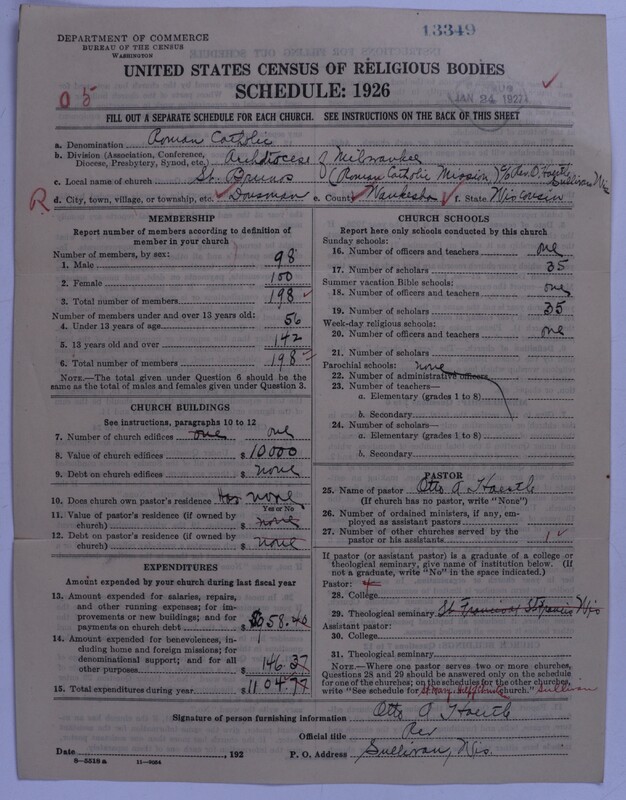 13349
DEPARTMENT OF COMMERCE
BUREAU OF THE CENSUS
WASHINGTON
UNITED STATES CENSUS OF RELIGIOUS BODIES
SCHEDULE: 1926
JAN 24 1927
05
FILL OUT A SEPARATE SCHEDULE FOR EACH CHURCH. SEE INSTRUCTIONS ON THE BACK OF THIS SHEET
a. Denomination Roman Catholic
b. Division (Association, Conference, Diocese, Presbytery, Synod, etc.) Archdiocese of Milwaukee
c. Local name of church St. Brunos (Roman Catholic Mission) c/o Rev. O Haertle Sullivan Wis
R d. City, town, village, or township, etc. Dousman e. County Waukesha f. State Wisconsin
MEMBERSHIP
Report number of members according to definition of member in your church
Number of members, by sex:
1. Male 98
2. Female 100
3. Total number of members 198
Number of members under and over 13 years old:
4. Under 13 years of age 56
5. 13 years old and over 142
6. Total number of members 198
NOTE.—The total given under Question 6 should be the same as the total of males and females given under Question 3.
CHURCH BUILDINGS
See instructions, paragraphs 10 to 12
7. Number of church edifices one one
8. Value of church edifices $ 10000
9. Debt on church edifices $ none
10. Does church own pastor's residence none
Yes or No
11. Value of pastor's residence (if owned by church) $ none
12. Debt on pastor's residence (if owned by church) $ none
EXPENDITURES
Amount expended by your church during last fiscal year
13. Amount expended for salaries, repairs, and other running expenses; for improvements or new buildings; and for payments on church debt $ 958.40
14. Amount expended for benevolences, including home and foreign missions; for denominational support; and for all other purposes $ 146.37
15. Total expenditures during year $ 1104.77
CHURCH SCHOOLS
Report here only schools conducted by this church
Sunday schools:
16. Number of officers and teachers one
17. Number of scholars 35
Summer vacation Bible schools:
18. Number of officers and teachers one
19. Number of scholars 35
Week-day religious schools:
20. Number of officers and teachers one
21. Number of scholars
Parochial schools: none
22. Number of administrative officers
23. Number of teachers—
a. Elementary (grades 1 to 8)
b. Secondary
24. Number of scholars—
a. Elementary (grades 1 to 8)
b. Secondary
PASTOR
25. Name of pastor Otto A Haertle
(If church has no pastor, write "None")
26. Number of ordained ministers, if any, employed as assistant pastors
27. Number of other churches served by the pastor or his assistants 1
If pastor (or assistant pastor) is a graduate of a college or theological seminary, give name of institution below. (If not a graduate, write "No" in the space indicated.)
Pastor:
28. College
29. Theological seminary St Francis St Francis Wis
Assistant pastor:
30. College
31. Theological seminary
NOTE.—Where one pastor serves two or more churches, Questions 28 and 29 should be answered only on the schedule for one of the churches; on the schedules for the other churches, write "See schedule for St Mary Help church." Sullivan
Signature of person furnishing information Otto A Haertle
Official title Rev
Date , 192 P. O. Address Sullivan, Wis.
8—5518 a 11—9084